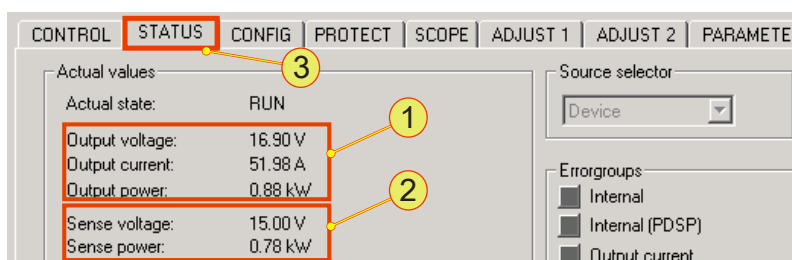 CONTROL STATUS CONFIG PROTECT SCOPE ADJUST 1 ADJUST 2 PARAMETE
3
Actual values
Actual state: RUN
1
Output voltage: 16.90 V
Output current: 51.98 A
Output power: 0.88 kW
2
Sense voltage: 15.00 V
Sense power: 0.78 kW
Source selector
Device
Errorgroups
Internal
Internal (PDSP)
Output current